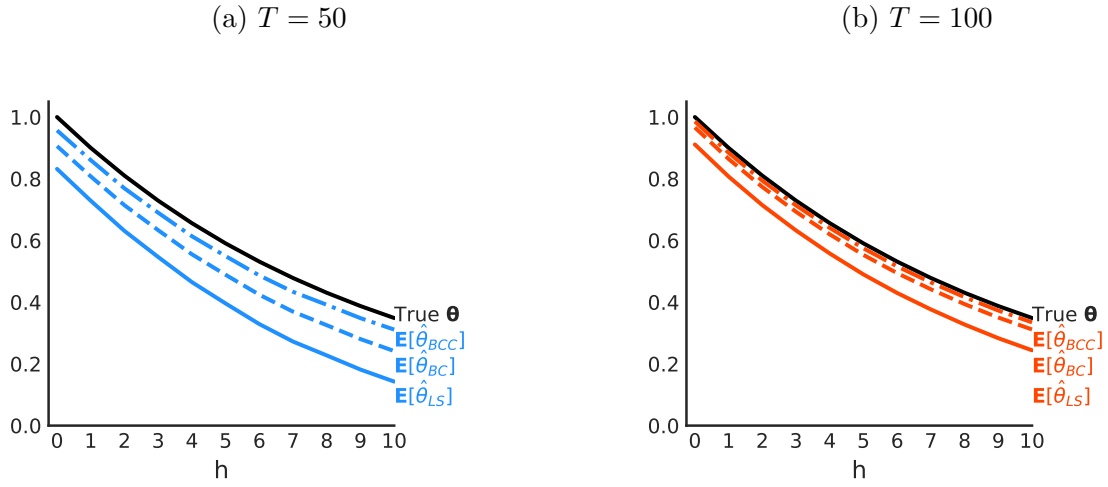 (a) T = 50
1.0
0.8
0.6
0.4
0.2
0.0
0 1 2 3 4 5 6 7 8 9 10
h
True θ
E[θ̂_BCC]
E[θ̂_BC]
E[θ̂_LS]
(b) T = 100
1.0
0.8
0.6
0.4
0.2
0.0
0 1 2 3 4 5 6 7 8 9 10
h
True θ
E[θ̂_BCC]
E[θ̂_BC]
E[θ̂_LS]